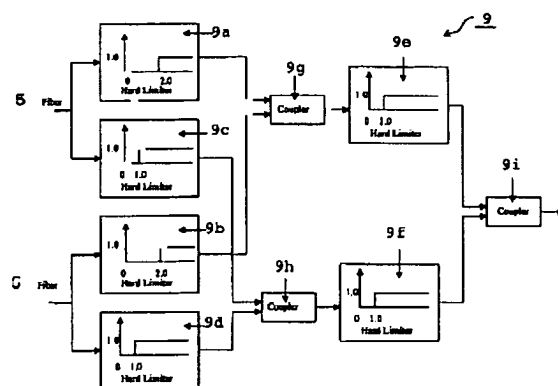 9
9a
1.0
0 2.0
Hard Limiter
Fiber
9c
1.0
0 1.0
Hard Limiter
9g
Coupler
9e
1.0
0 1.0
Hard Limiter
9i
Coupler
9b
1.0
0 2.0
Hard Limiter
Fiber
9d
1.0
0 1.0
Hard Limiter
9h
Coupler
9f
1.0
0 1.0
Hard Limiter